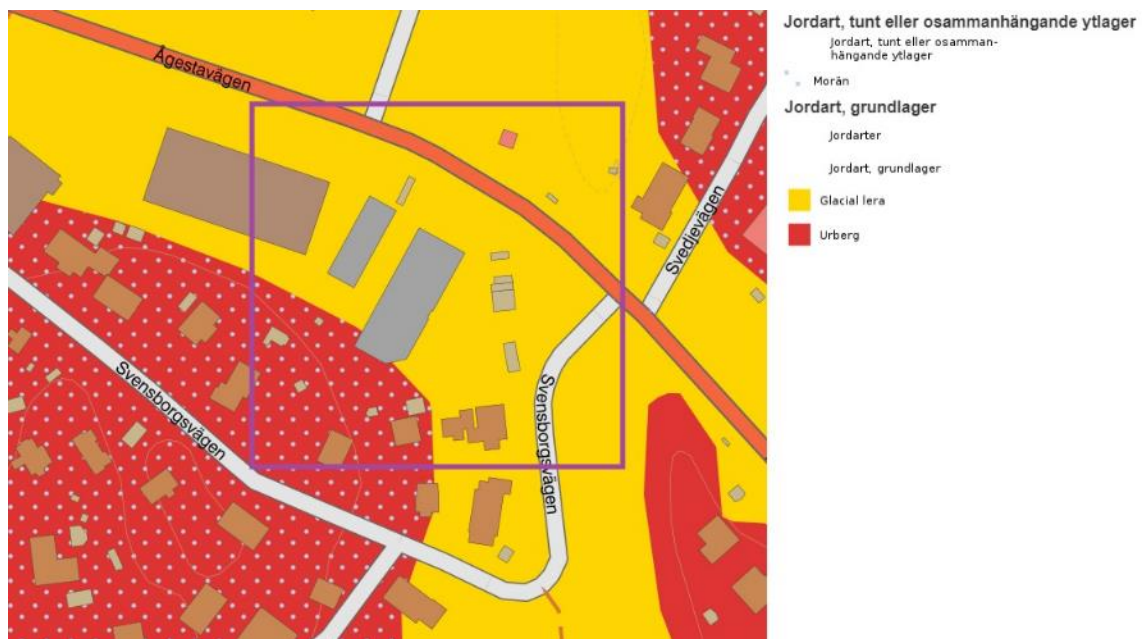 Ågestavägen
Svedjevägen
Svensborgsvägen
Svensborgsvägen
Jordart, tunt eller osammanhängande ytlager
Jordart, tunt eller osamman-
hängande ytlager
Morän
Jordart, grundlager
Jordarter
Jordart, grundlager
Glacial lera
Urberg